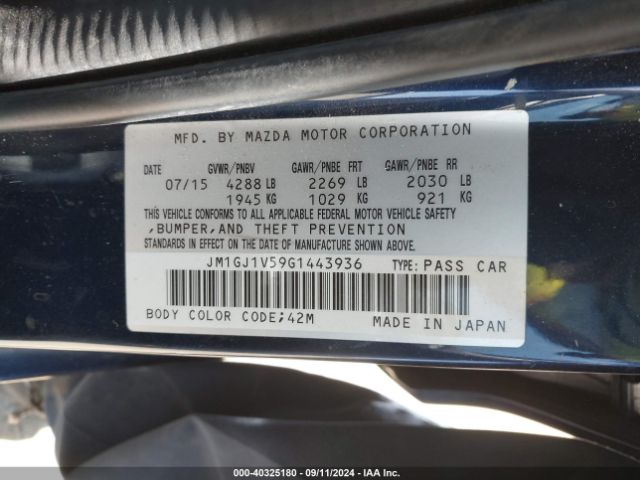 MFD. BY MAZDA MOTOR CORPORATION
DATE GVWR/PNBV GAWR/PNBE FRT GAWR/PNBE RR
07/15 4288 LB 2269 LB 2030 LB
1945 KG 1029 KG 921 KG
THIS VEHICLE CONFORMS TO ALL APPLICABLE FEDERAL MOTOR VEHICLE SAFETY
,BUMPER,AND THEFT PREVENTION
STANDARDS IN EFFECT ON THE DATE OF MANUFACTURE SHOWN ABOVE.
JM1GJ1V59G1443936 TYPE: PASS CAR
BODY COLOR CODE;42M MADE IN JAPAN
000-40325180 - 09/11/2024 - IAA Inc.